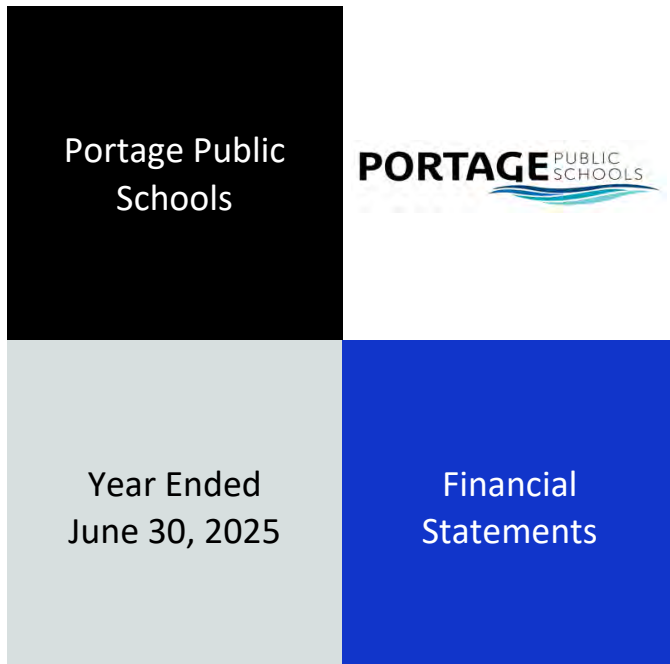 Portage Public
Schools
PORTAGE PUBLIC
SCHOOLS
Year Ended
June 30, 2025
Financial
Statements